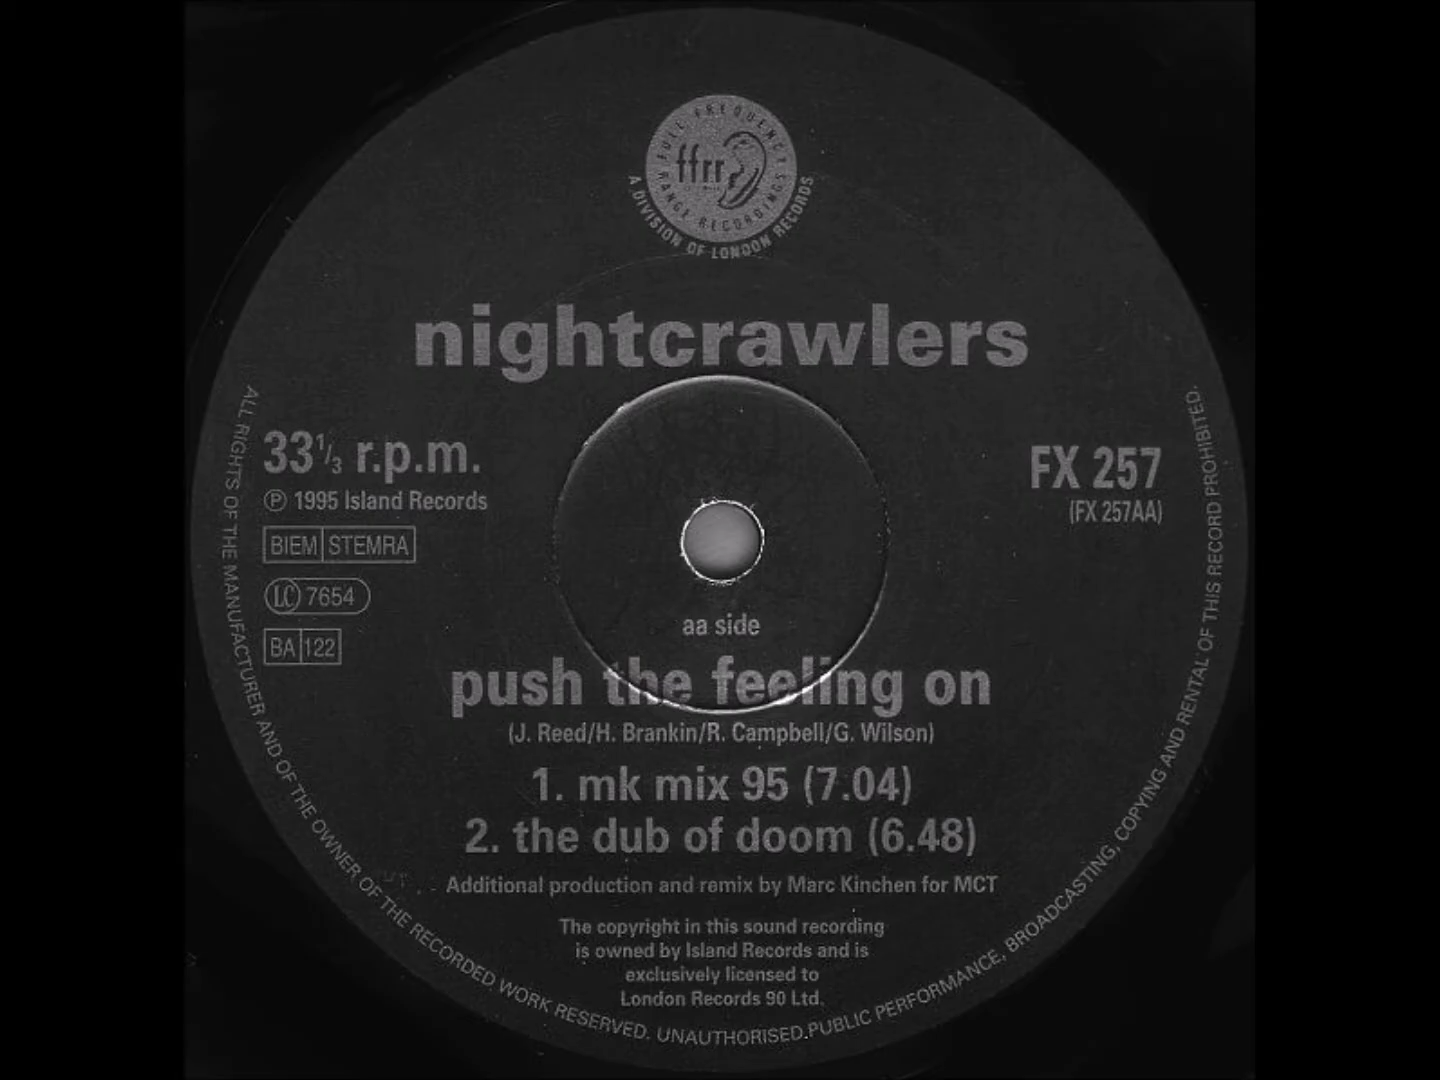 FULL FREQUENCY RANGE RECORDINGS
ffrr
A DIVISION OF LONDON RECORDS
nightcrawlers
33 1/3 r.p.m.
℗ 1995 Island Records
BIEM STEMRA
LC 7654
BA 122
FX 257
(FX 257AA)
aa side
push the feeling on
(J. Reed/H. Brankin/R. Campbell/G. Wilson)
1. mk mix 95 (7.04)
2. the dub of doom (6.48)
Additional production and remix by Marc Kinchen for MCT
The copyright in this sound recording
is owned by Island Records and is
exclusively licensed to
London Records 90 Ltd.
ALL RIGHTS OF THE MANUFACTURER AND OF THE OWNER OF THE RECORDED WORK RESERVED. UNAUTHORISED.PUBLIC PERFORMANCE, BROADCASTING, COPYING AND RENTAL OF THIS RECORD PROHIBITED.